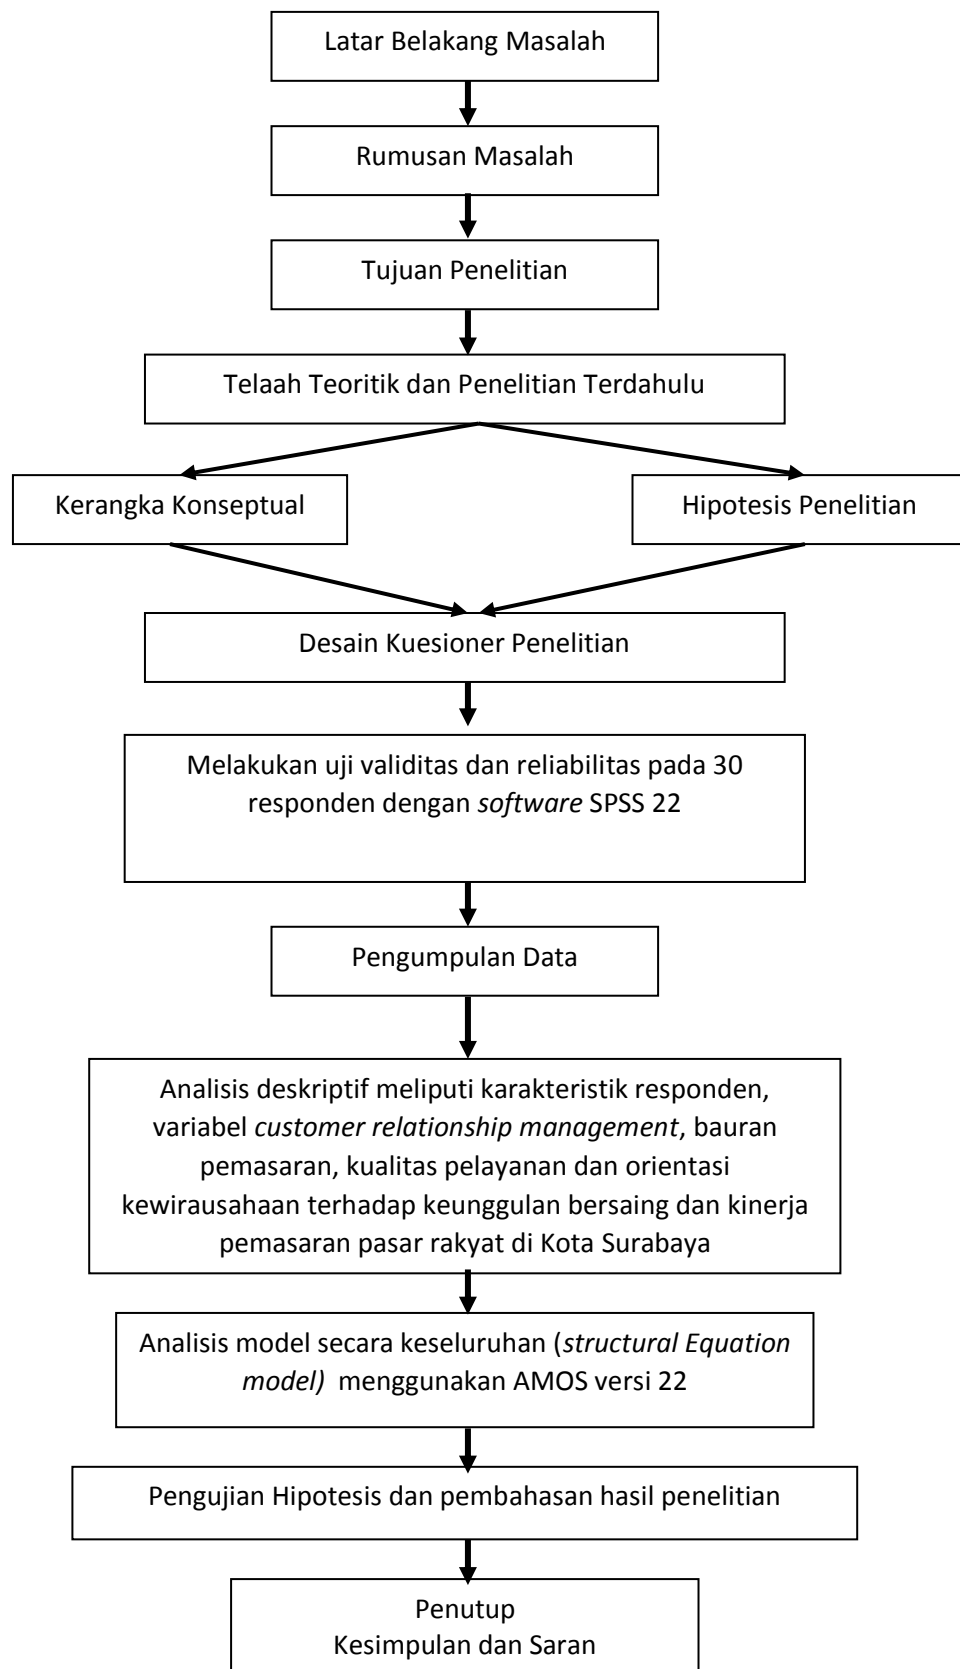 Latar Belakang Masalah
Rumusan Masalah
Tujuan Penelitian
Telaah Teoritik dan Penelitian Terdahulu
Kerangka Konseptual
Hipotesis Penelitian
Desain Kuesioner Penelitian
Melakukan uji validitas dan reliabilitas pada 30
responden dengan software SPSS 22
Pengumpulan Data
Analisis deskriptif meliputi karakteristik responden,
variabel customer relationship management, bauran
pemasaran, kualitas pelayanan dan orientasi
kewirausahaan terhadap keunggulan bersaing dan kinerja
pemasaran pasar rakyat di Kota Surabaya
Analisis model secara keseluruhan (structural Equation
model) menggunakan AMOS versi 22
Pengujian Hipotesis dan pembahasan hasil penelitian
Penutup
Kesimpulan dan Saran